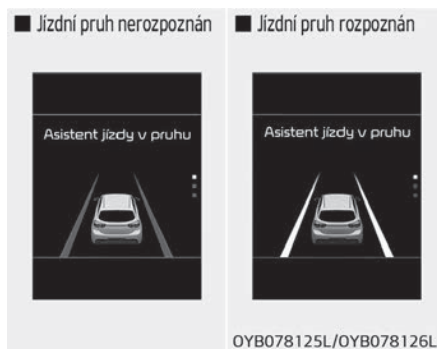 ■ Jízdní pruh nerozpoznán
■ Jízdní pruh rozpoznán
Asistent jízdy v pruhu
Asistent jízdy v pruhu
OYB078125L/OYB078126L